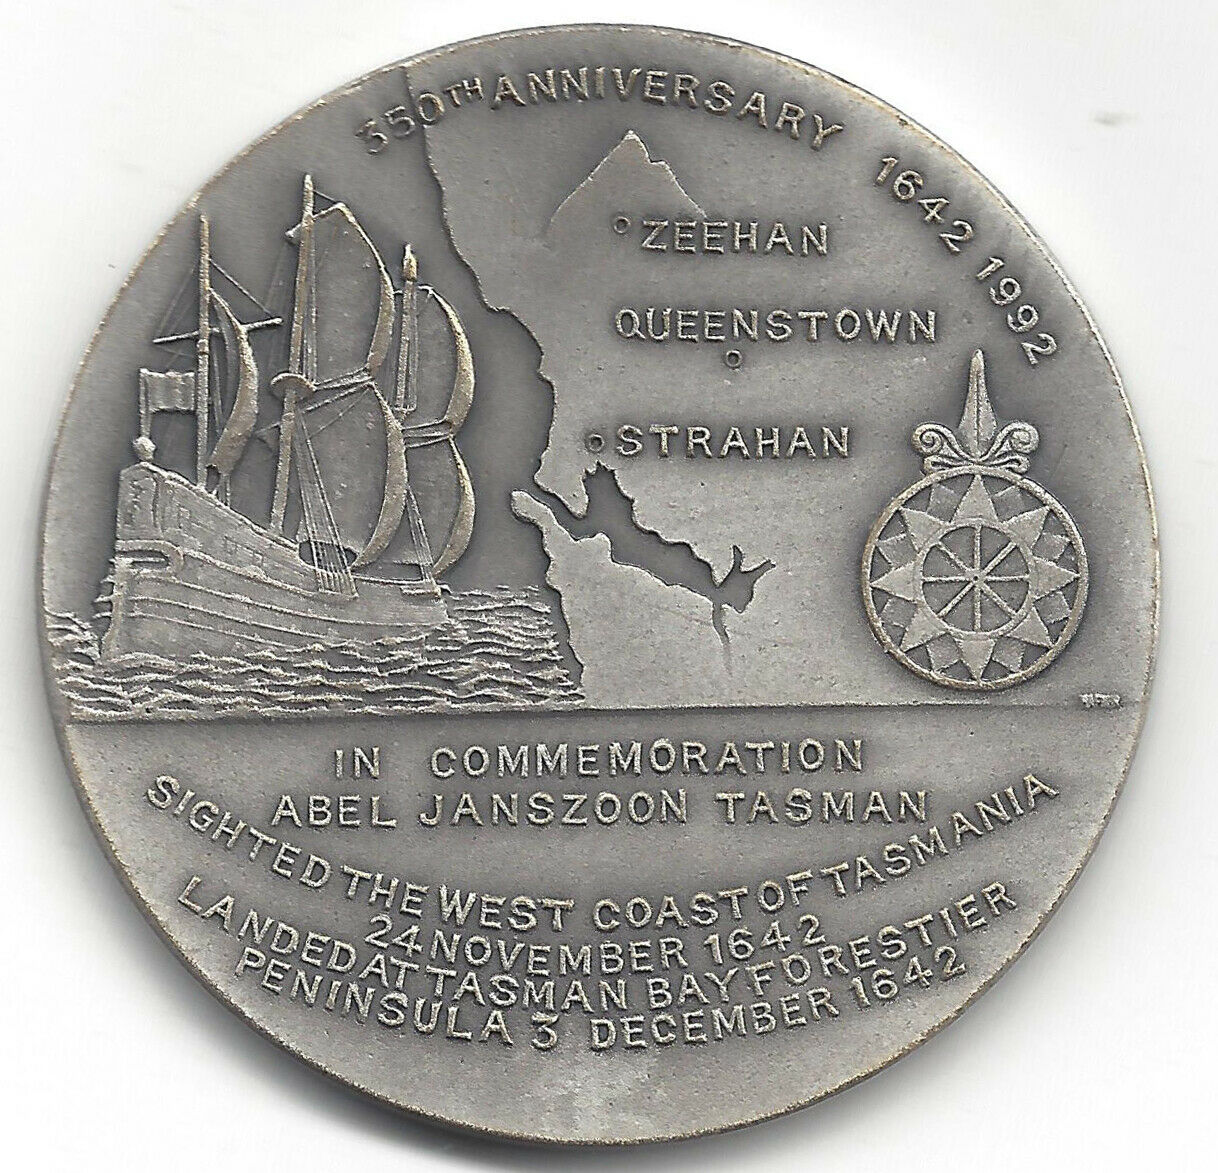 350TH ANNIVERSARY 1642 1992
ZEEHAN
QUEENSTOWN
STRAHAN
IN COMMEMORATION
ABEL JANSZOON TASMAN
SIGHTED THE WEST COAST OF TASMANIA
24 NOVEMBER 1642
LANDED AT TASMAN BAY FORESTIER
PENINSULA 3 DECEMBER 1642